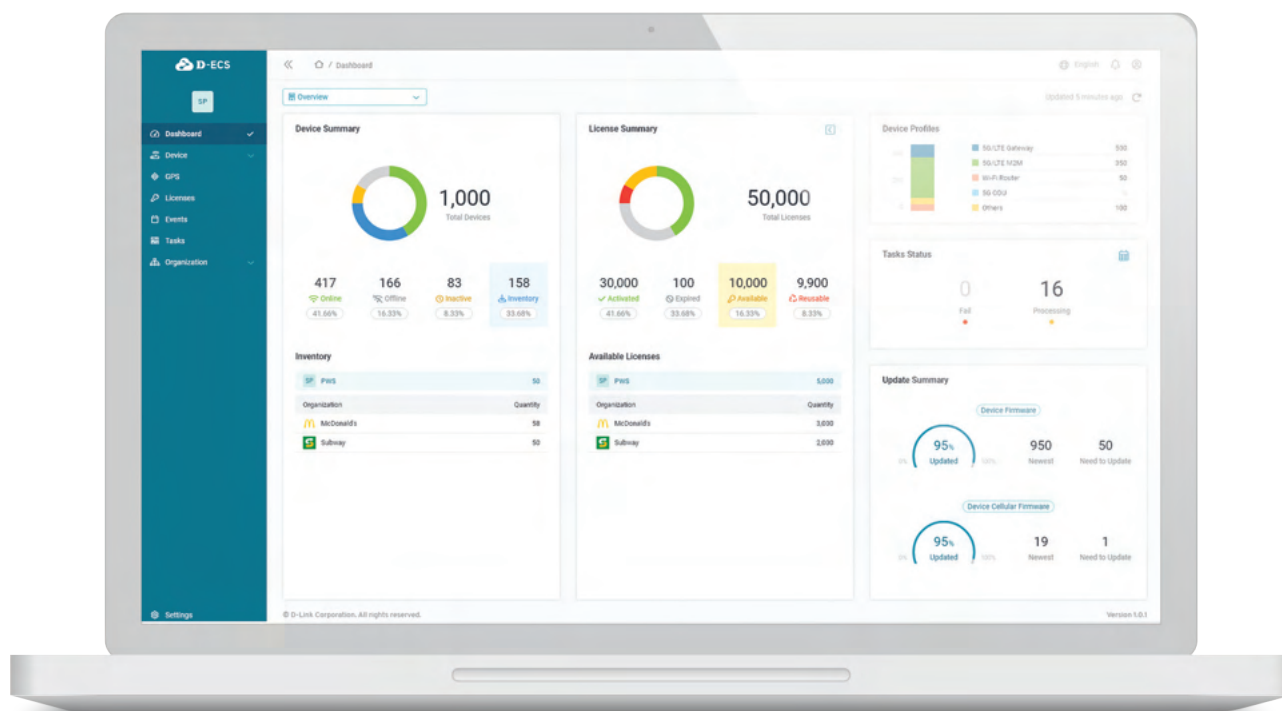 D-ECS
SP
Dashboard
Device
GPS
Licenses
Events
Tasks
Organization
Settings
/ Dashboard
English
Overview
Updated 5 minutes ago
Device Summary
1,000
Total Devices
417 166 83 158
Online Offline Inactive Inventory
41.66% 16.33% 8.33% 33.68%
Inventory
SP PWS 50
Organization Quantity
McDonald's 58
Subway 50
License Summary
50,000
Total Licenses
30,000 100 10,000 9,900
Activated Expired Available Reusable
41.66% 33.68% 16.33% 8.33%
Available Licenses
SP PWS 5,000
Organization Quantity
McDonald's 3,000
Subway 2,000
Device Profiles
5G/LTE Gateway 500
5G/LTE M2M 350
Wi-Fi Router 50
5G ODU
Others 100
Tasks Status
0 16
Fail Processing
Update Summary
Device Firmware
95% 950 50
0% Updated 100% Newest Need to Update
Device Cellular Firmware
95% 19 1
0% Updated 100% Newest Need to Update
© D-Link Corporation. All rights reserved.
Version 1.0.1